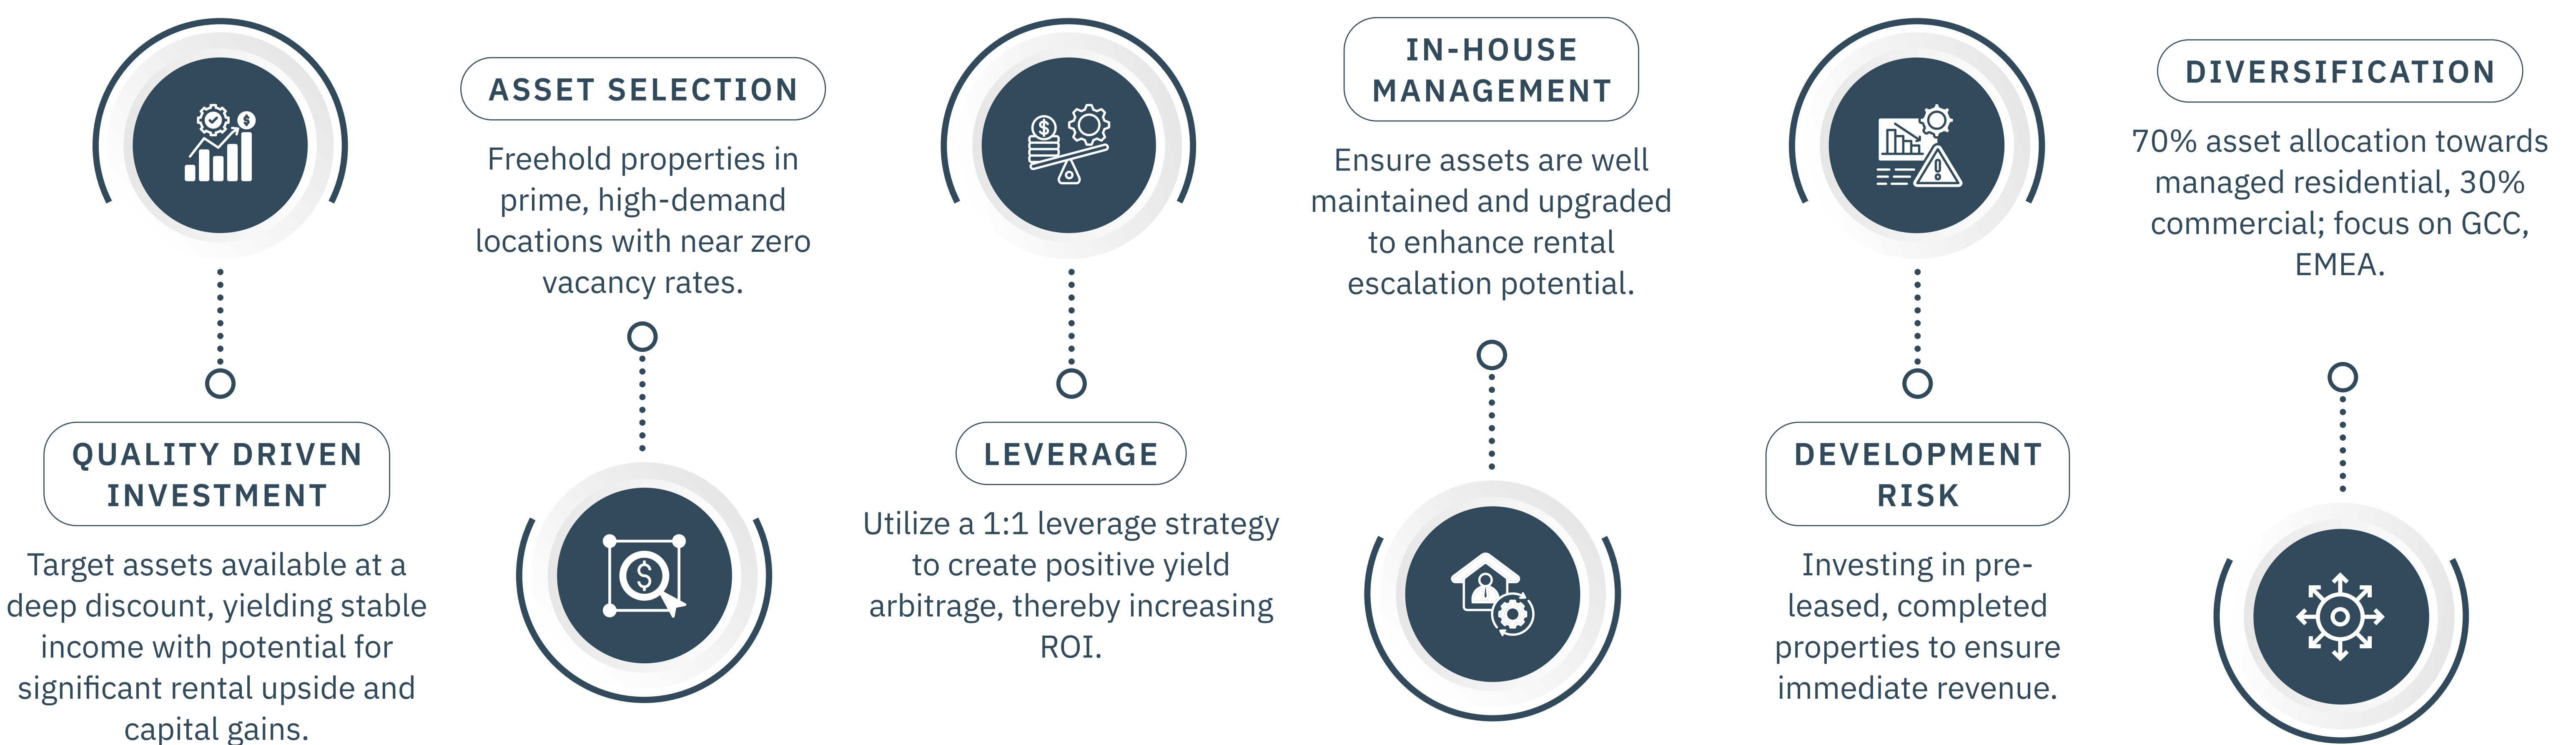 QUALITY DRIVEN
INVESTMENT
Target assets available at a
deep discount, yielding stable
income with potential for
significant rental upside and
capital gains.
ASSET SELECTION
Freehold properties in
prime, high-demand
locations with near zero
vacancy rates.
LEVERAGE
Utilize a 1:1 leverage strategy
to create positive yield
arbitrage, thereby increasing
ROI.
IN-HOUSE
MANAGEMENT
Ensure assets are well
maintained and upgraded
to enhance rental
escalation potential.
DEVELOPMENT
RISK
Investing in pre-
leased, completed
properties to ensure
immediate revenue.
DIVERSIFICATION
70% asset allocation towards
managed residential, 30%
commercial; focus on GCC,
EMEA.